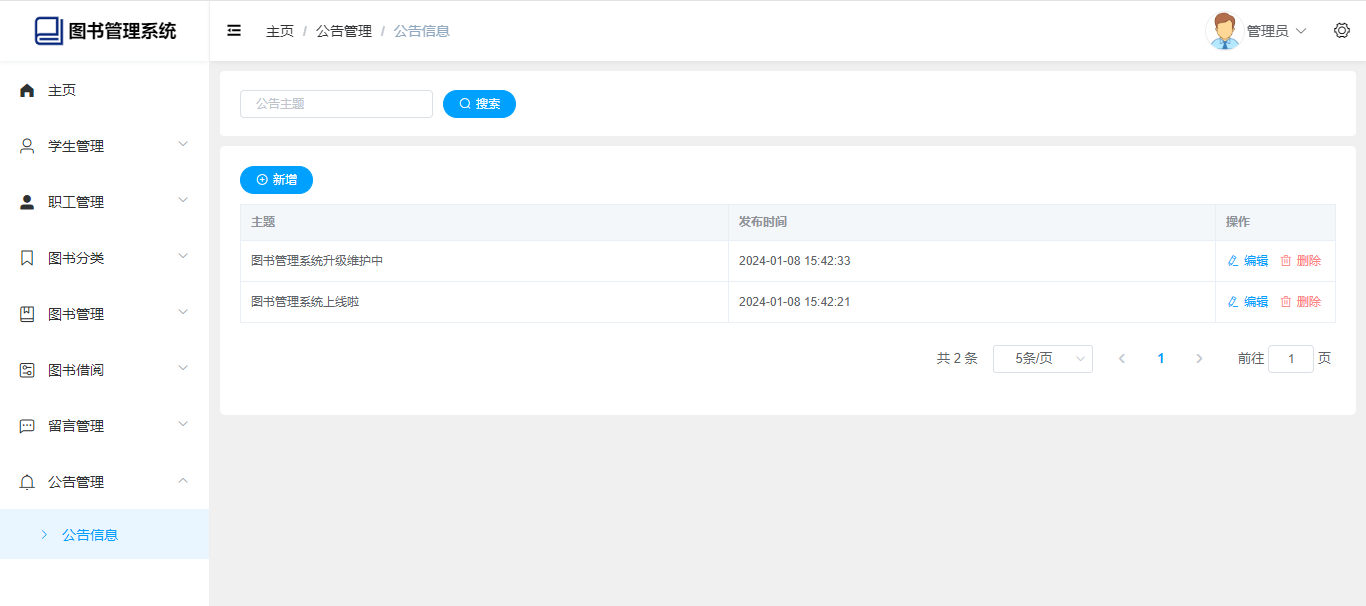 图书管理系统
主页 / 公告管理 / 公告信息
管理员
主页
学生管理
职工管理
图书分类
图书管理
图书借阅
留言管理
公告管理
公告信息
公告主题
搜索
新增
主题 发布时间 操作
图书管理系统升级维护中 2024-01-08 15:42:33 编辑 删除
图书管理系统上线啦 2024-01-08 15:42:21 编辑 删除
共 2 条 5条/页 1 前往 1 页